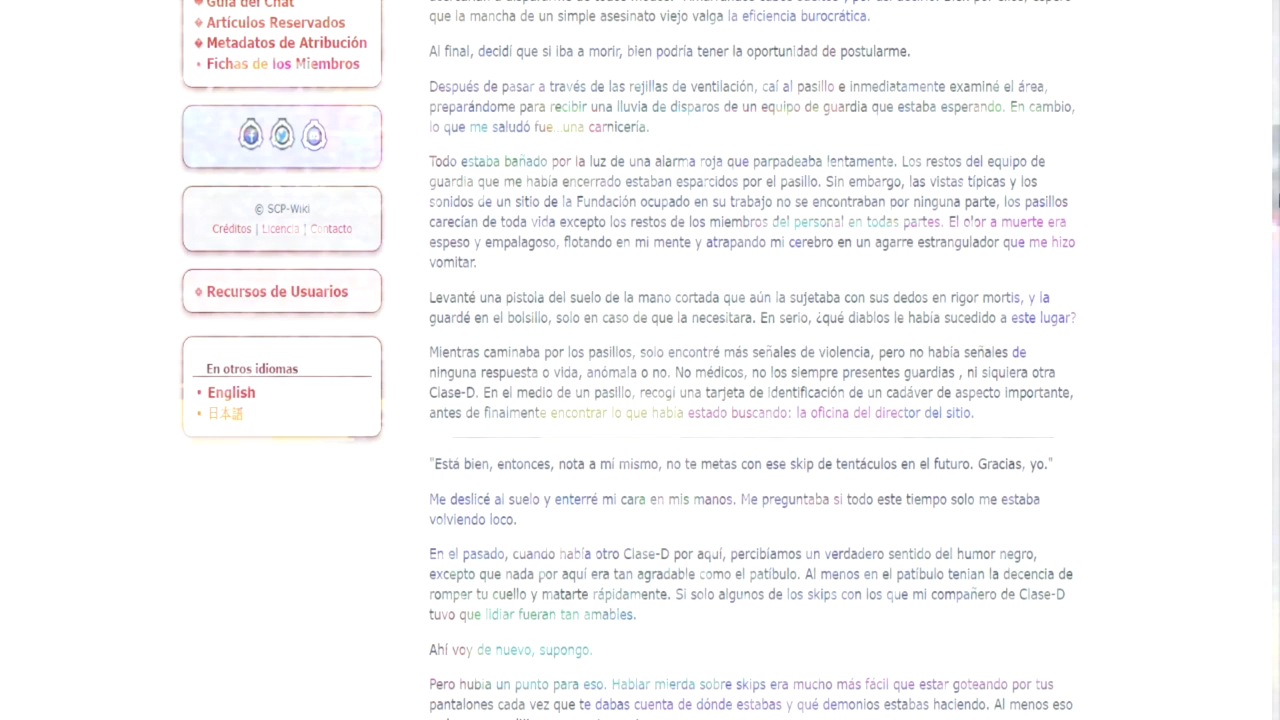 Guía del Chat
Artículos Reservados
Metadatos de Atribución
Fichas de los Miembros
© SCP-Wiki
Créditos | Licencia | Contacto
Recursos de Usuarios
En otros idiomas
English
日本語
que la mancha de un simple asesinato viejo valga la eficiencia burocrática.
Al final, decidí que si iba a morir, bien podría tener la oportunidad de postularme.
Después de pasar a través de las rejillas de ventilación, caí al pasillo e inmediatamente examiné el área,
preparándome para recibir una lluvia de disparos de un equipo de guardia que estaba esperando. En cambio,
lo que me saludó fue...una carnicería.
Todo estaba bañado por la luz de una alarma roja que parpadeaba lentamente. Los restos del equipo de
guardia que me había encerrado estaban esparcidos por el pasillo. Sin embargo, las vistas típicas y los
sonidos de un sitio de la Fundación ocupado en su trabajo no se encontraban por ninguna parte, los pasillos
carecían de toda vida excepto los restos de los miembros del personal en todas partes. El olor a muerte era
espeso y empalagoso, flotando en mi mente y atrapando mi cerebro en un agarre estrangulador que me hizo
vomitar.
Levanté una pistola del suelo de la mano cortada que aún la sujetaba con sus dedos en rigor mortis, y la
guardé en el bolsillo, solo en caso de que la necesitara. En serio, ¿qué diablos le había sucedido a este lugar?
Mientras caminaba por los pasillos, solo encontré más señales de violencia, pero no había señales de
ninguna respuesta o vida, anómala o no. No médicos, no los siempre presentes guardias , ni siquiera otra
Clase-D. En el medio de un pasillo, recogí una tarjeta de identificación de un cadáver de aspecto importante,
antes de finalmente encontrar lo que había estado buscando: la oficina del director del sitio.
"Está bien, entonces, nota a mí mismo, no te metas con ese skip de tentáculos en el futuro. Gracias, yo."
Me deslicé al suelo y enterré mi cara en mis manos. Me preguntaba si todo este tiempo solo me estaba
volviendo loco.
En el pasado, cuando había otro Clase-D por aquí, percibíamos un verdadero sentido del humor negro,
excepto que nada por aquí era tan agradable como el patíbulo. Al menos en el patíbulo tenían la decencia de
romper tu cuello y matarte rápidamente. Si solo algunos de los skips con los que mi compañero de Clase-D
tuvo que lidiar fueran tan amables.
Ahí voy de nuevo, supongo.
Pero hubia un punto para eso. Hablar mierda sobre skips era mucho más fácil que estar goteando por tus
pantalones cada vez que te dabas cuenta de dónde estabas y qué demonios estabas haciendo. Al menos eso